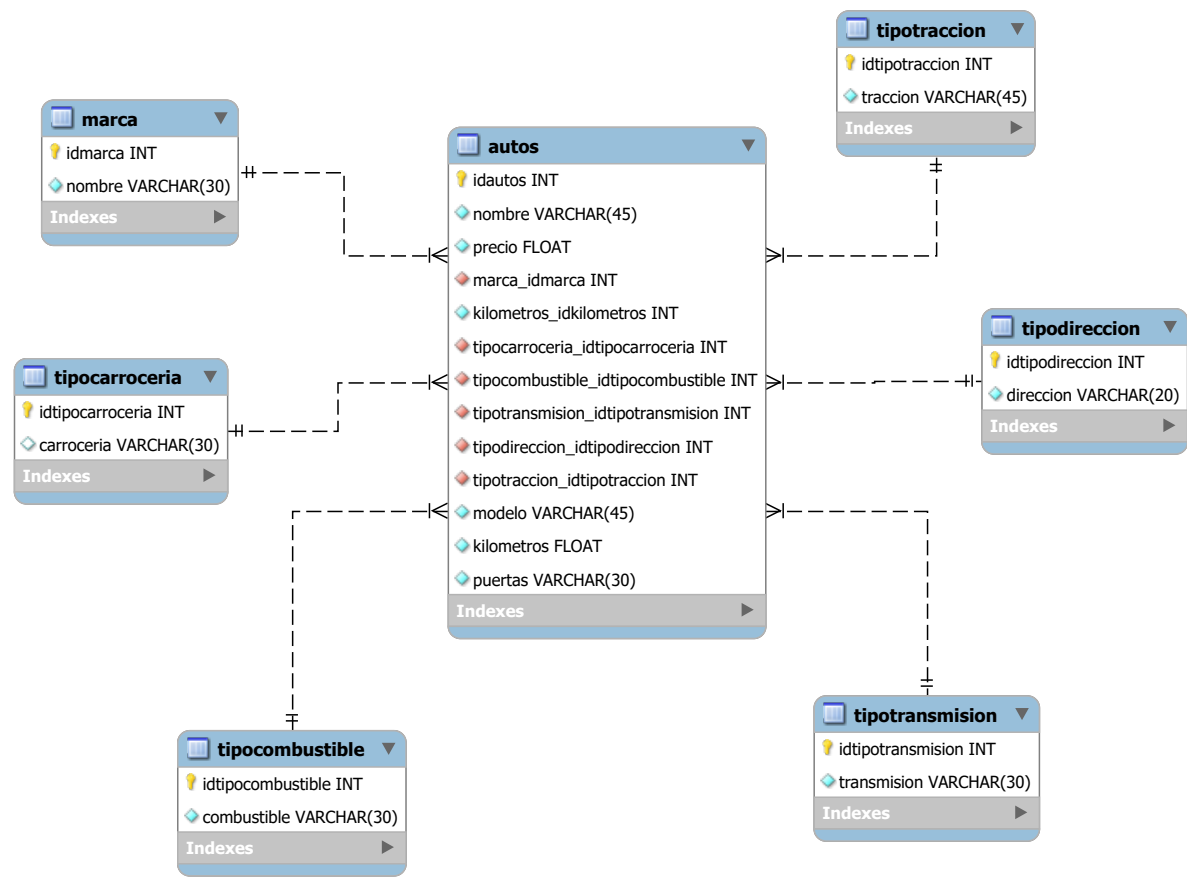 tipotraccion
idtipotraccion INT
traccion VARCHAR(45)
Indexes
marca
idmarca INT
nombre VARCHAR(30)
Indexes
autos
idautos INT
nombre VARCHAR(45)
precio FLOAT
marca_idmarca INT
kilometros_idkilometros INT
tipocarroceria_idtipocarroceria INT
tipocombustible_idtipocombustible INT
tipotransmision_idtipotransmision INT
tipodireccion_idtipodireccion INT
tipotraccion_idtipotraccion INT
modelo VARCHAR(45)
kilometros FLOAT
puertas VARCHAR(30)
Indexes
tipodireccion
idtipodireccion INT
direccion VARCHAR(20)
Indexes
tipocarroceria
idtipocarroceria INT
carroceria VARCHAR(30)
Indexes
tipocombustible
idtipocombustible INT
combustible VARCHAR(30)
Indexes
tipotransmision
idtipotransmision INT
transmision VARCHAR(30)
Indexes